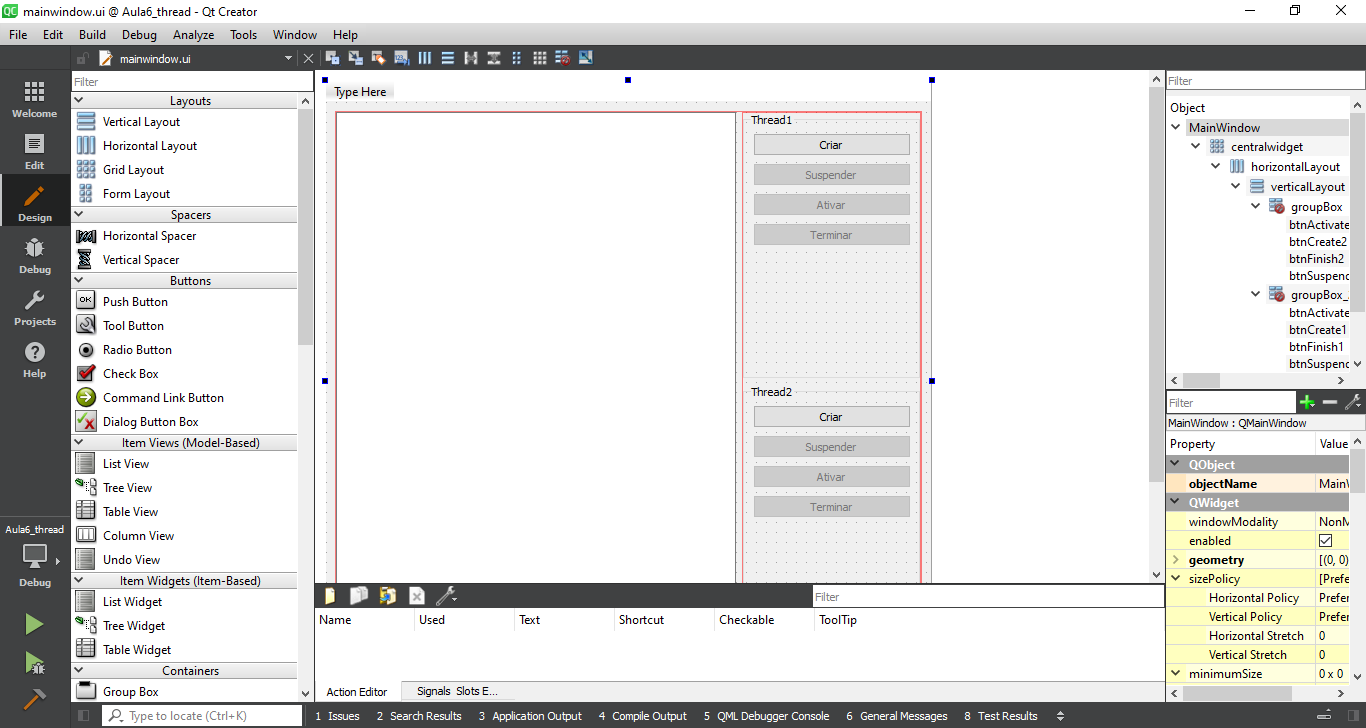 mainwindow.ui @ Aula6_thread - Qt Creator
File Edit Build Debug Analyze Tools Window Help
mainwindow.ui
Welcome
Edit
Design
Debug
Projects
Help
Aula6_thread
Debug
Filter
Layouts
Vertical Layout
Horizontal Layout
Grid Layout
Form Layout
Spacers
Horizontal Spacer
Vertical Spacer
Buttons
OK
Push Button
Tool Button
Radio Button
Check Box
Command Link Button
Dialog Button Box
Item Views (Model-Based)
List View
Tree View
Table View
Column View
Undo View
Item Widgets (Item-Based)
List Widget
Tree Widget
Table Widget
Containers
Group Box
Type Here
Thread1
Criar
Suspender
Ativar
Terminar
Thread2
Criar
Suspender
Ativar
Terminar
Filter
Name Used Text Shortcut Checkable ToolTip
Action Editor Signals Slots E...
Filter
Object
MainWindow
centralwidget
horizontalLayout
verticalLayout
groupBox
btnActivate
btnCreate2
btnFinish2
btnSuspend
groupBox_
btnActivate
btnCreate1
btnFinish1
btnSuspend
Filter
MainWindow : QMainWindow
Property Value
QObject
objectName Main
QWidget
windowModality NonM
enabled
geometry [(0, 0)
sizePolicy [Prefe
Horizontal Policy Prefer
Vertical Policy Prefer
Horizontal Stretch 0
Vertical Stretch 0
minimumSize 0 x 0
Type to locate (Ctrl+K) 1 Issues 2 Search Results 3 Application Output 4 Compile Output 5 QML Debugger Console 6 General Messages 8 Test Results